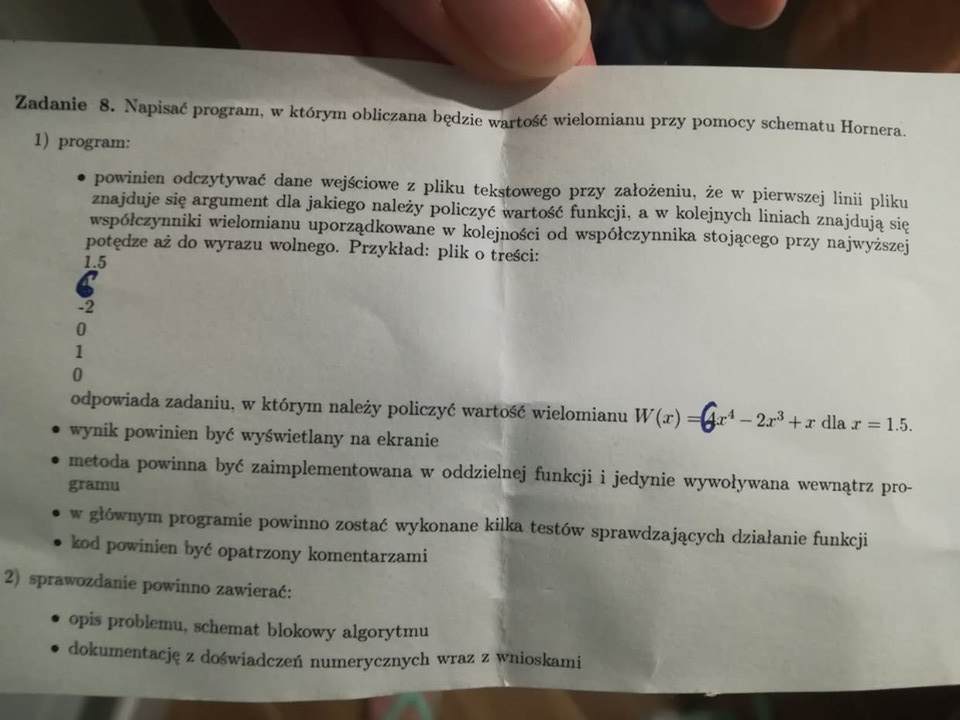 Zadanie 8. Napisać program, w którym obliczana będzie wartość wielomianu przy pomocy schematu Hornera.
1) program:
• powinien odczytywać dane wejściowe z pliku tekstowego przy założeniu, że w pierwszej linii pliku
znajduje się argument dla jakiego należy policzyć wartość funkcji, a w kolejnych liniach znajdują się
współczynniki wielomianu uporządkowane w kolejności od współczynnika stojącego przy najwyższej
potędze aż do wyrazu wolnego. Przykład: plik o treści:
1.5
6
-2
0
1
0
odpowiada zadaniu, w którym należy policzyć wartość wielomianu W(x) = 6x⁴ − 2x³ + x dla x = 1.5.
• wynik powinien być wyświetlany na ekranie
• metoda powinna być zaimplementowana w oddzielnej funkcji i jedynie wywoływana wewnątrz pro-
gramu
• w głównym programie powinno zostać wykonane kilka testów sprawdzających działanie funkcji
• kod powinien być opatrzony komentarzami
2) sprawozdanie powinno zawierać:
• opis problemu, schemat blokowy algorytmu
• dokumentację z doświadczeń numerycznych wraz z wnioskami